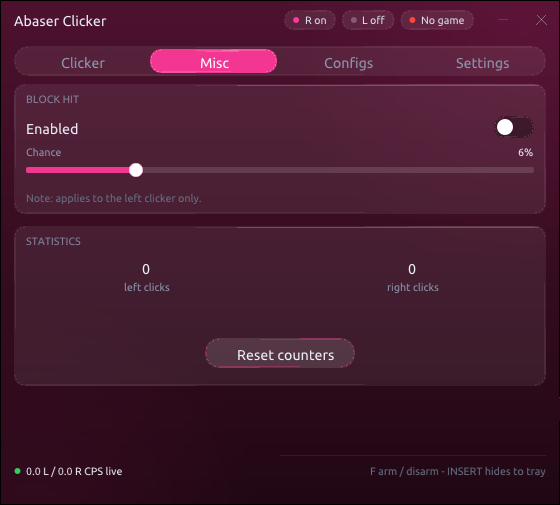 Abaser Clicker
R on
L off
No game
Clicker
Misc
Configs
Settings
BLOCK HIT
Enabled
Chance
6%
Note: applies to the left clicker only.
STATISTICS
0
0
left clicks
right clicks
Reset counters
0.0 L / 0.0 R CPS live
F arm / disarm - INSERT hides to tray